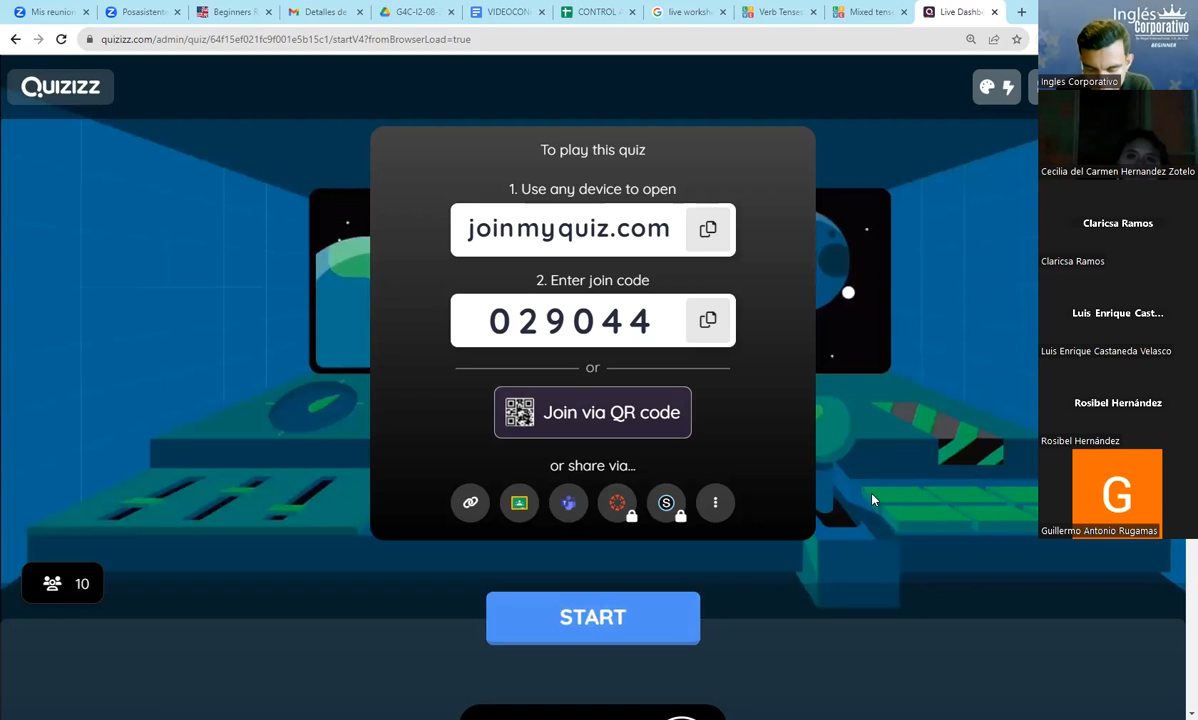 Mis reunion
Posasistente
Beginners R
Detalles de
G4C-I2-08-
VIDEOCON
CONTROL A
live worksh
Verb Tenses
Mixed tense
Live Dashb
quizizz.com/admin/quiz/64f15ef021fc9f001e5b15c1/startV4?fromBrowserLoad=true
Quizizz
To play this quiz
1. Use any device to open
joinmyquiz.com
2. Enter join code
029044
or
Join via QR code
or share via...
S
10
START
Inglés
Corporativo
BEGINNER
Ingles Corporativo
Cecilia del Carmen Hernandez Zotelo
Claricsa Ramos
Claricsa Ramos
Luis Enrique Cast...
Luis Enrique Castaneda Velasco
Rosibel Hernández
Rosibel Hernández
G
Guillermo Antonio Rugamas